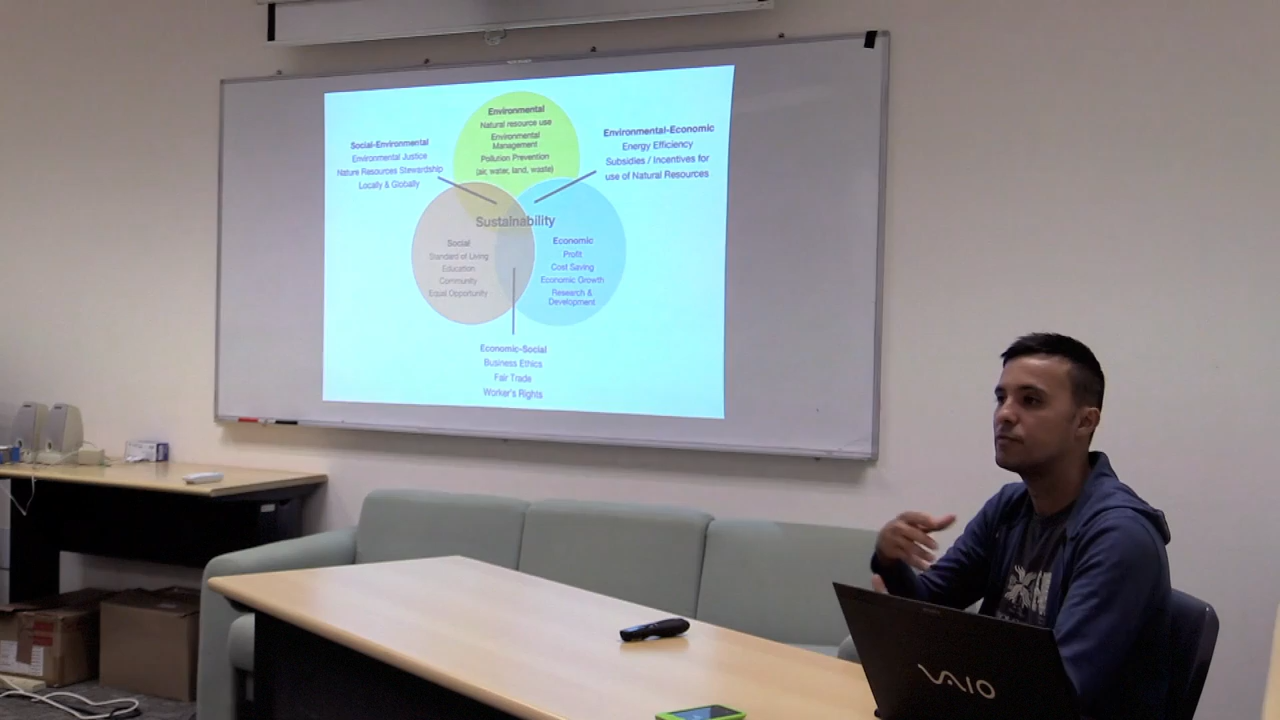 Environmental
Natural resource use
Environmental
Management
Pollution Prevention
(air, water, land, waste)
Social-Environmental
Environmental Justice
Nature Resources Stewardship
Locally & Globally
Environmental-Economic
Energy Efficiency
Subsidies / Incentives for
use of Natural Resources
Sustainability
Social
Standard of Living
Education
Community
Equal Opportunity
Economic
Profit
Cost Saving
Economic Growth
Research &
Development
Economic-Social
Business Ethics
Fair Trade
Worker's Rights
VAIO